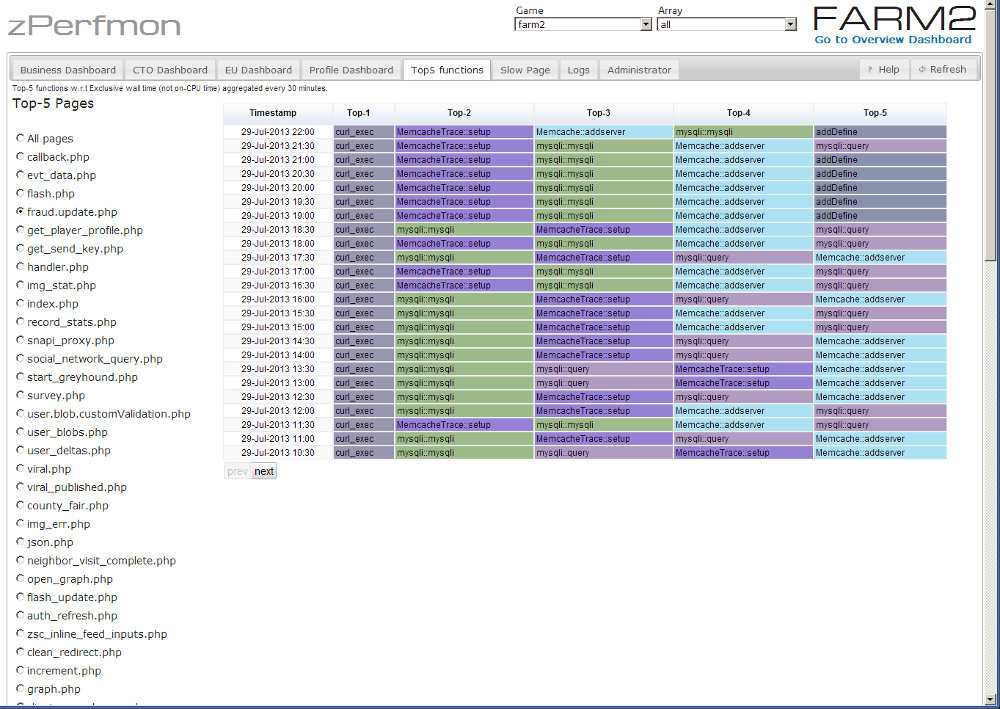 zPerfmon
Game
farm2
Array
all
FARM2
Go to Overview Dashboard
Business Dashboard CTO Dashboard EU Dashboard Profile Dashboard Top5 functions Slow Page Logs Administrator ? Help Refresh
Top-5 functions w.r.t Exclusive wall time (not on-CPU time) aggregated every 30 minutes.
Top-5 Pages
All pages
callback.php
evt_data.php
flash.php
fraud.update.php
get_player_profile.php
get_send_key.php
handler.php
img_stat.php
index.php
record_stats.php
snapi_proxy.php
social_network_query.php
start_greyhound.php
survey.php
user.blob.customValidation.php
user_blobs.php
user_deltas.php
viral.php
viral_published.php
county_fair.php
img_err.php
json.php
neighbor_visit_complete.php
open_graph.php
flash_update.php
auth_refresh.php
zsc_inline_feed_inputs.php
clean_redirect.php
increment.php
graph.php
Timestamp Top-1 Top-2 Top-3 Top-4 Top-5
29-Jul-2013 22:00 curl_exec MemcacheTrace::setup Memcache::addserver mysqli::mysqli addDefine
29-Jul-2013 21:30 curl_exec MemcacheTrace::setup mysqli::mysqli Memcache::addserver mysqli::query
29-Jul-2013 21:00 curl_exec MemcacheTrace::setup mysqli::mysqli Memcache::addserver addDefine
29-Jul-2013 20:30 curl_exec MemcacheTrace::setup mysqli::mysqli Memcache::addserver addDefine
29-Jul-2013 20:00 curl_exec MemcacheTrace::setup mysqli::mysqli Memcache::addserver addDefine
29-Jul-2013 19:30 curl_exec MemcacheTrace::setup mysqli::mysqli Memcache::addserver addDefine
29-Jul-2013 19:00 curl_exec MemcacheTrace::setup mysqli::mysqli Memcache::addserver addDefine
29-Jul-2013 18:30 curl_exec mysqli::mysqli MemcacheTrace::setup Memcache::addserver mysqli::query
29-Jul-2013 18:00 curl_exec MemcacheTrace::setup mysqli::mysqli Memcache::addserver mysqli::query
29-Jul-2013 17:30 curl_exec mysqli::mysqli MemcacheTrace::setup mysqli::query Memcache::addserver
29-Jul-2013 17:00 curl_exec MemcacheTrace::setup mysqli::mysqli Memcache::addserver mysqli::query
29-Jul-2013 16:30 curl_exec MemcacheTrace::setup mysqli::mysqli Memcache::addserver mysqli::query
29-Jul-2013 16:00 curl_exec mysqli::mysqli MemcacheTrace::setup mysqli::query Memcache::addserver
29-Jul-2013 15:30 curl_exec mysqli::mysqli MemcacheTrace::setup Memcache::addserver mysqli::query
29-Jul-2013 15:00 curl_exec mysqli::mysqli MemcacheTrace::setup Memcache::addserver mysqli::query
29-Jul-2013 14:30 curl_exec mysqli::mysqli MemcacheTrace::setup mysqli::query Memcache::addserver
29-Jul-2013 14:00 curl_exec mysqli::mysqli MemcacheTrace::setup mysqli::query Memcache::addserver
29-Jul-2013 13:30 curl_exec mysqli::mysqli mysqli::query MemcacheTrace::setup Memcache::addserver
29-Jul-2013 13:00 curl_exec mysqli::mysqli mysqli::query MemcacheTrace::setup Memcache::addserver
29-Jul-2013 12:30 curl_exec mysqli::mysqli MemcacheTrace::setup mysqli::query Memcache::addserver
29-Jul-2013 12:00 curl_exec mysqli::mysqli MemcacheTrace::setup Memcache::addserver mysqli::query
29-Jul-2013 11:30 curl_exec MemcacheTrace::setup mysqli::mysqli Memcache::addserver mysqli::query
29-Jul-2013 11:00 curl_exec mysqli::mysqli MemcacheTrace::setup mysqli::query Memcache::addserver
29-Jul-2013 10:30 curl_exec mysqli::mysqli mysqli::query MemcacheTrace::setup Memcache::addserver
prev next